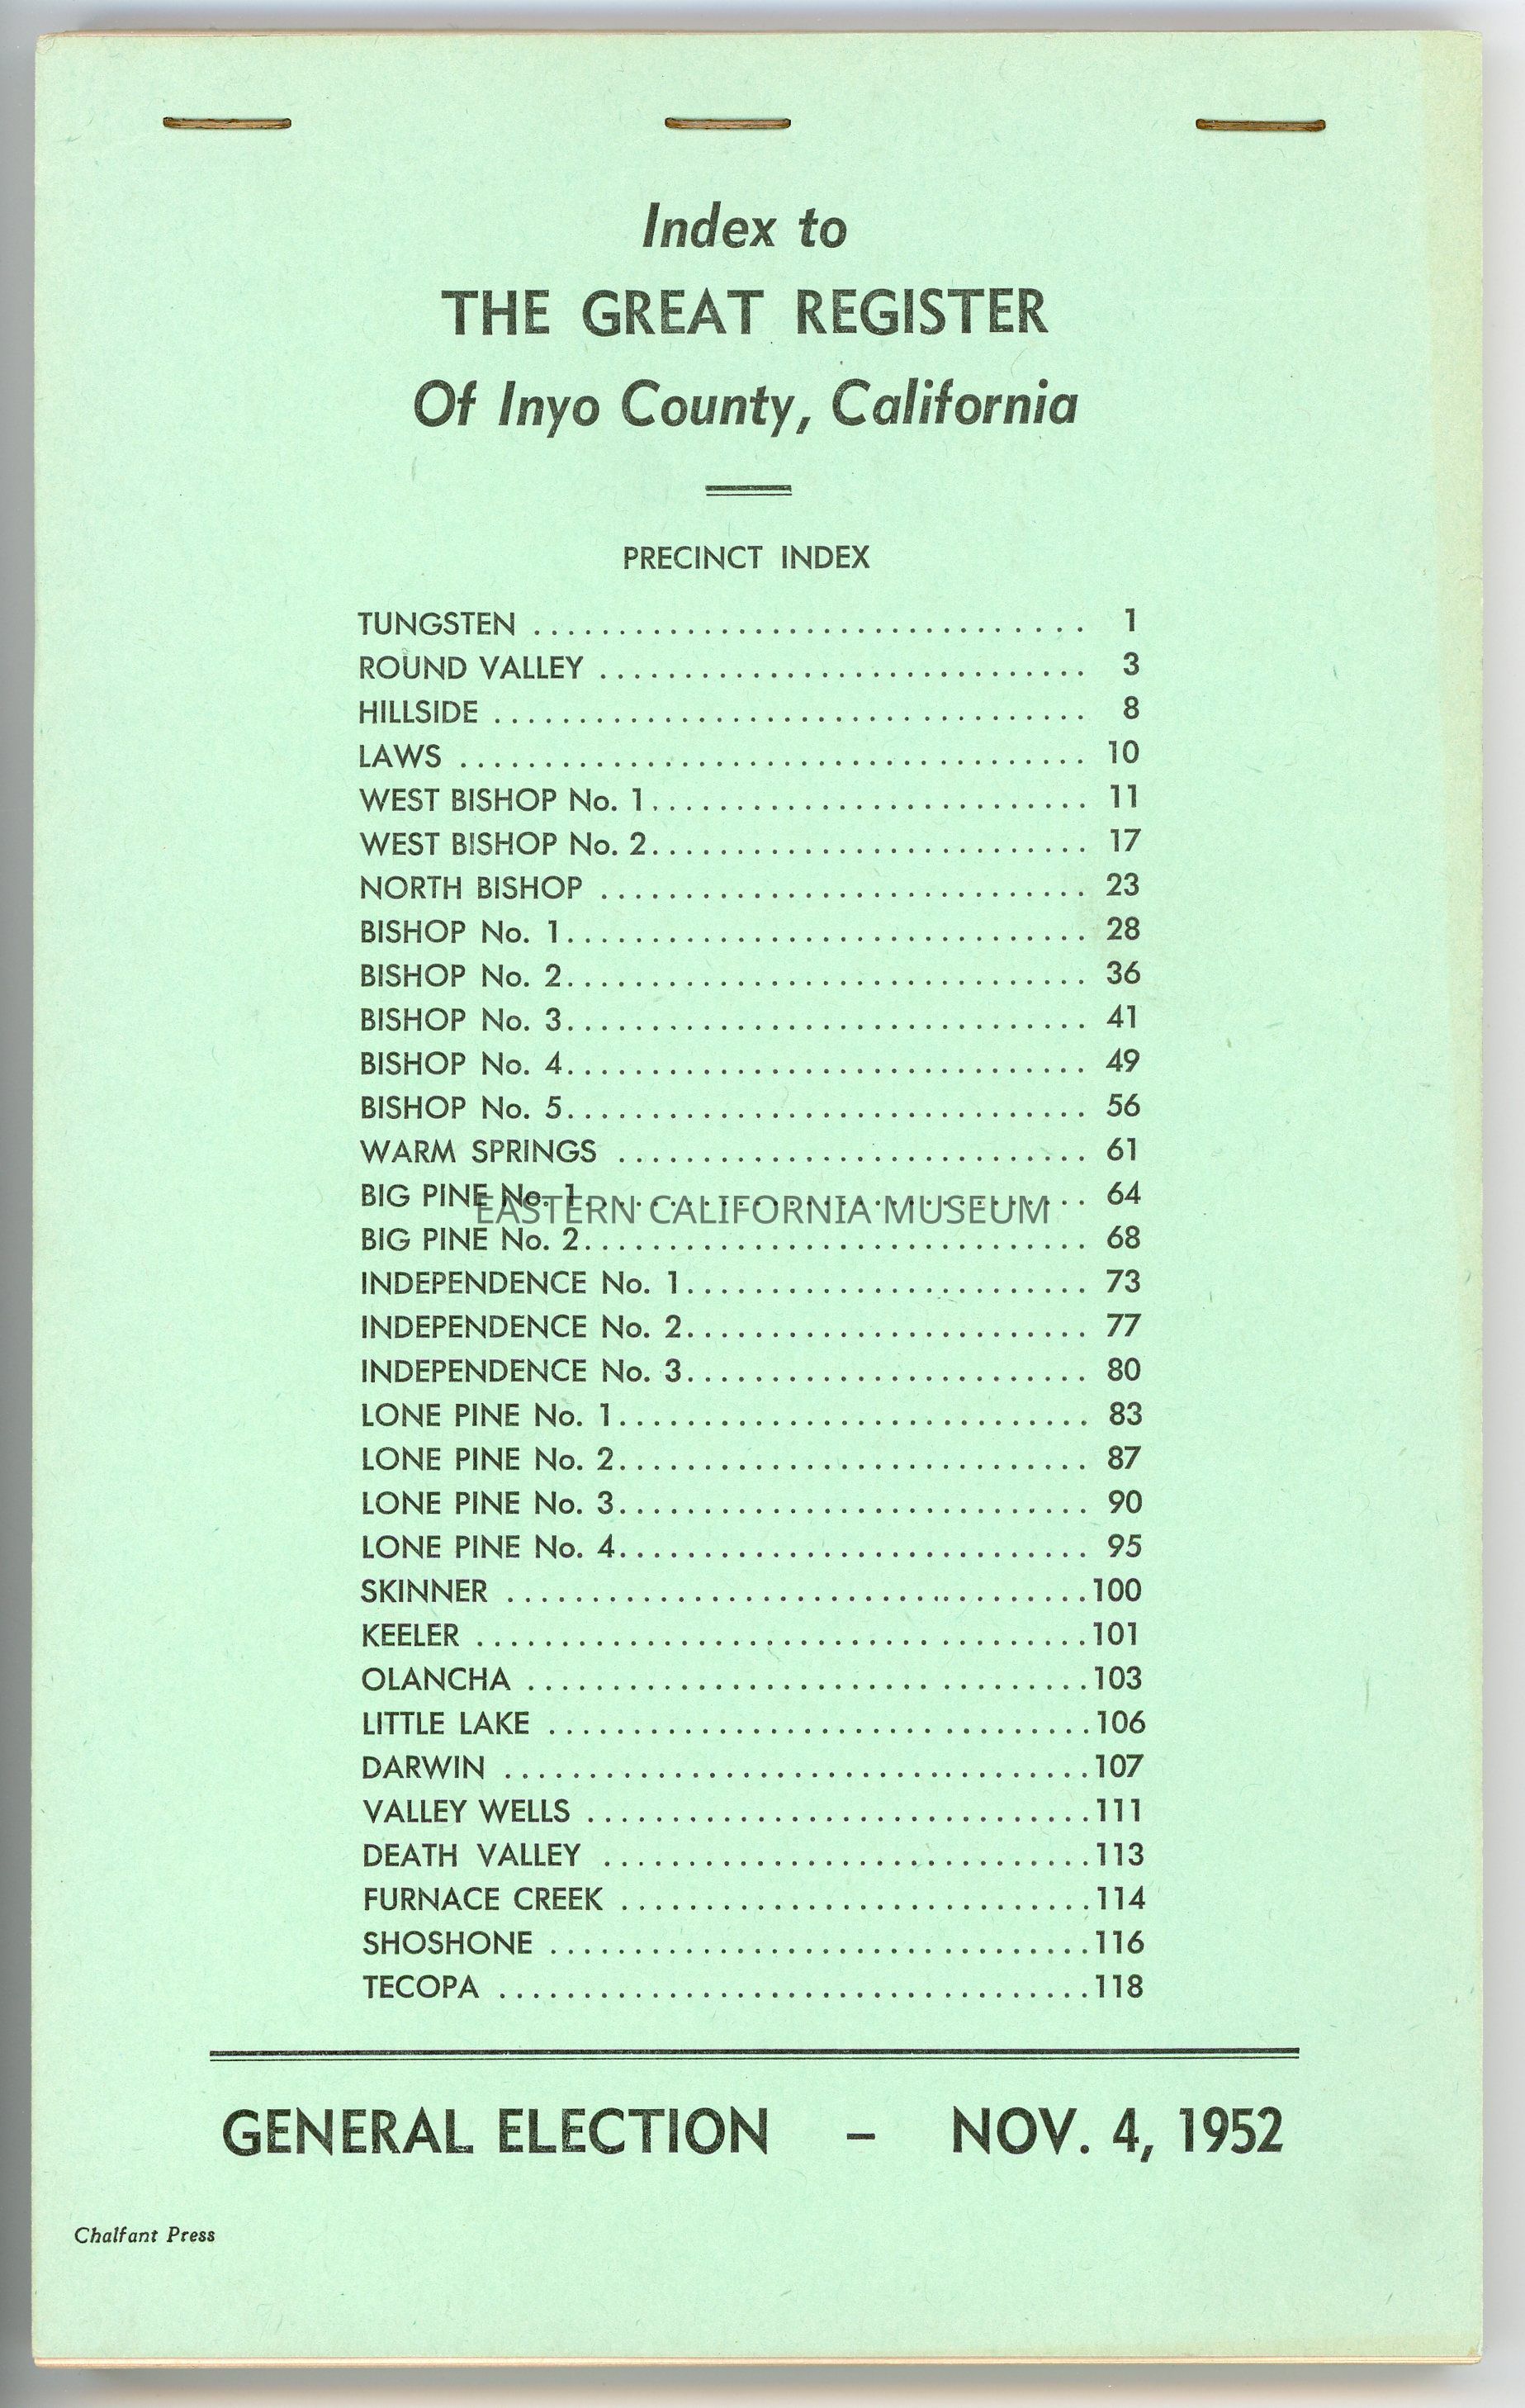 Index to
THE GREAT REGISTER
Of Inyo County, California
PRECINCT INDEX
TUNGSTEN ................................. 1
ROUND VALLEY ............................. 3
HILLSIDE ................................... 8
LAWS ..................................... 10
WEST BISHOP No. 1.......................... 11
WEST BISHOP No. 2.......................... 17
NORTH BISHOP ............................. 23
BISHOP No. 1............................... 28
BISHOP No. 2............................... 36
BISHOP No. 3............................... 41
BISHOP No. 4............................... 49
BISHOP No. 5............................... 56
WARM SPRINGS ............................ 61
BIG PINE No. 1.............................. 64
EASTERN CALIFORNIA MUSEUM
BIG PINE No. 2.............................. 68
INDEPENDENCE No. 1........................ 73
INDEPENDENCE No. 2........................ 77
INDEPENDENCE No. 3........................ 80
LONE PINE No. 1............................ 83
LONE PINE No. 2............................ 87
LONE PINE No. 3............................ 90
LONE PINE No. 4............................ 95
SKINNER ...................................100
KEELER .....................................101
OLANCHA ..................................103
LITTLE LAKE .................................106
DARWIN ...................................107
VALLEY WELLS ..............................111
DEATH VALLEY .............................113
FURNACE CREEK ............................114
SHOSHONE ................................116
TECOPA ...................................118
GENERAL ELECTION – NOV. 4, 1952
Chalfant Press